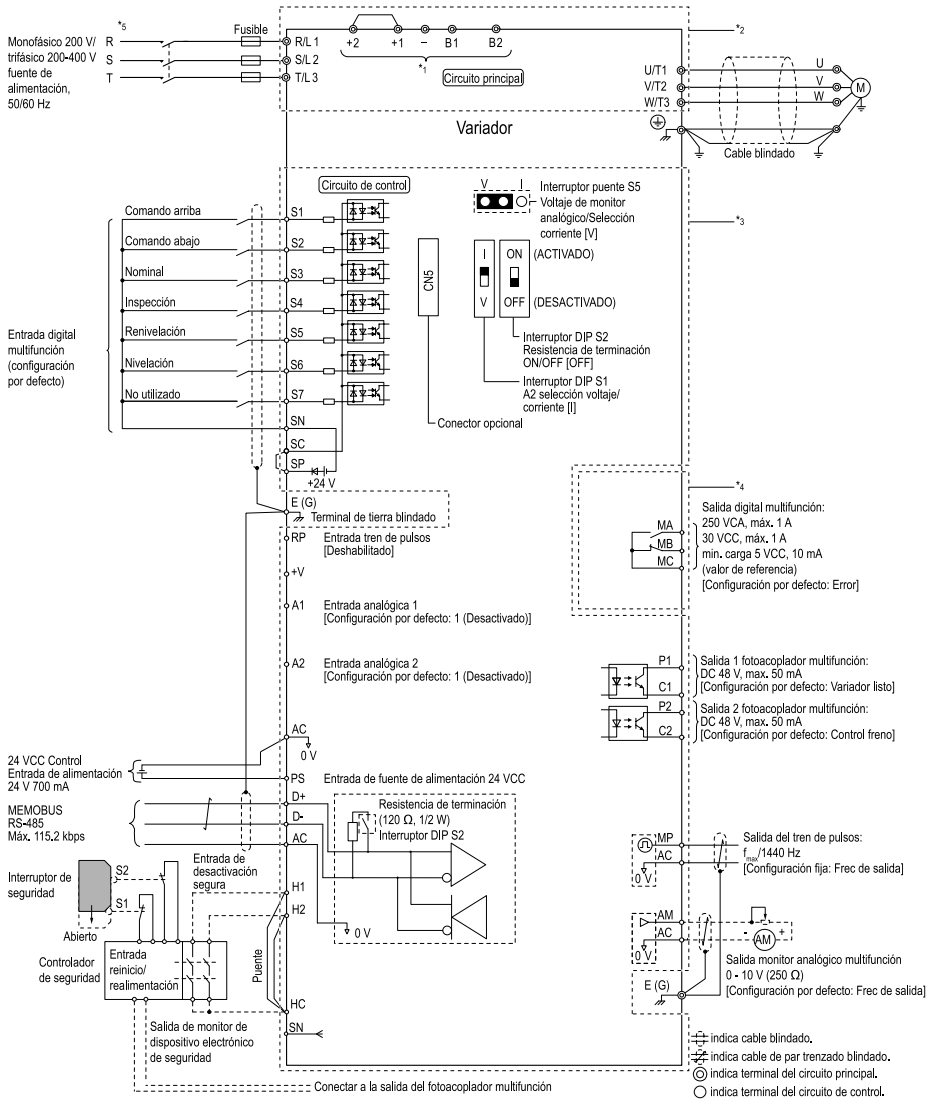 *5
Fusible
Monofásico 200 V/
trifásico 200-400 V
fuente de
alimentación,
50/60 Hz
R
S
T
R/L 1
S/L 2
T/L 3
+2
+1
−
B1
B2
*1
Circuito principal
*2
U/T1
V/T2
W/T3
U
V
W
M
Cable blindado
Variador
Circuito de control
V
I
Interruptor puente S5
Voltaje de monitor
analógico/Selección
corriente [V]
*3
Entrada digital
multifunción
(configuración
por defecto)
Comando arriba
S1
Comando abajo
S2
Nominal
S3
Inspección
S4
Renivelación
S5
Nivelación
S6
No utilizado
S7
SN
SC
SP
+24 V
CN5
I
V
ON
(ACTIVADO)
OFF
(DESACTIVADO)
Interruptor DIP S2
Resistencia de terminación
ON/OFF [OFF]
Interruptor DIP S1
A2 selección voltaje/
corriente [I]
Conector opcional
E (G)
Terminal de tierra blindado
RP
Entrada tren de pulsos
[Deshabilitado]
+V
A1
Entrada analógica 1
[Configuración por defecto: 1 (Desactivado)]
A2
Entrada analógica 2
[Configuración por defecto: 1 (Desactivado)]
*4
MA
MB
MC
Salida digital multifunción:
250 VCA, máx. 1 A
30 VCC, máx. 1 A
min. carga 5 VCC, 10 mA
(valor de referencia)
[Configuración por defecto: Error]
P1
C1
Salida 1 fotoacoplador multifunción:
DC 48 V, max. 50 mA
[Configuración por defecto: Variador listo]
P2
C2
Salida 2 fotoacoplador multifunción:
DC 48 V, max. 50 mA
[Configuración por defecto: Control freno]
AC
0 V
24 VCC Control
Entrada de alimentación
24 V 700 mA
PS
Entrada de fuente de alimentación 24 VCC
MEMOBUS
RS-485
Máx. 115.2 kbps
D+
D-
AC
Resistencia de terminación
(120 Ω, 1/2 W)
Interruptor DIP S2
0 V
Interruptor de
seguridad
S2
S1
Abierto
Entrada de
desactivación
segura
H1
H2
Puente
HC
SN
Controlador
de seguridad
Entrada
reinicio/
realimentación
Salida de monitor de
dispositivo electrónico
de seguridad
Conectar a la salida del fotoacoplador multifunción
MP
AC
0 V
Salida del tren de pulsos:
fmax/1440 Hz
[Configuración fija: Frec de salida]
AM
AC
0 V
-
+
AM
Salida monitor analógico multifunción
0 - 10 V (250 Ω)
[Configuración por defecto: Frec de salida]
E (G)
indica cable blindado.
indica cable de par trenzado blindado.
indica terminal del circuito principal.
indica terminal del circuito de control.